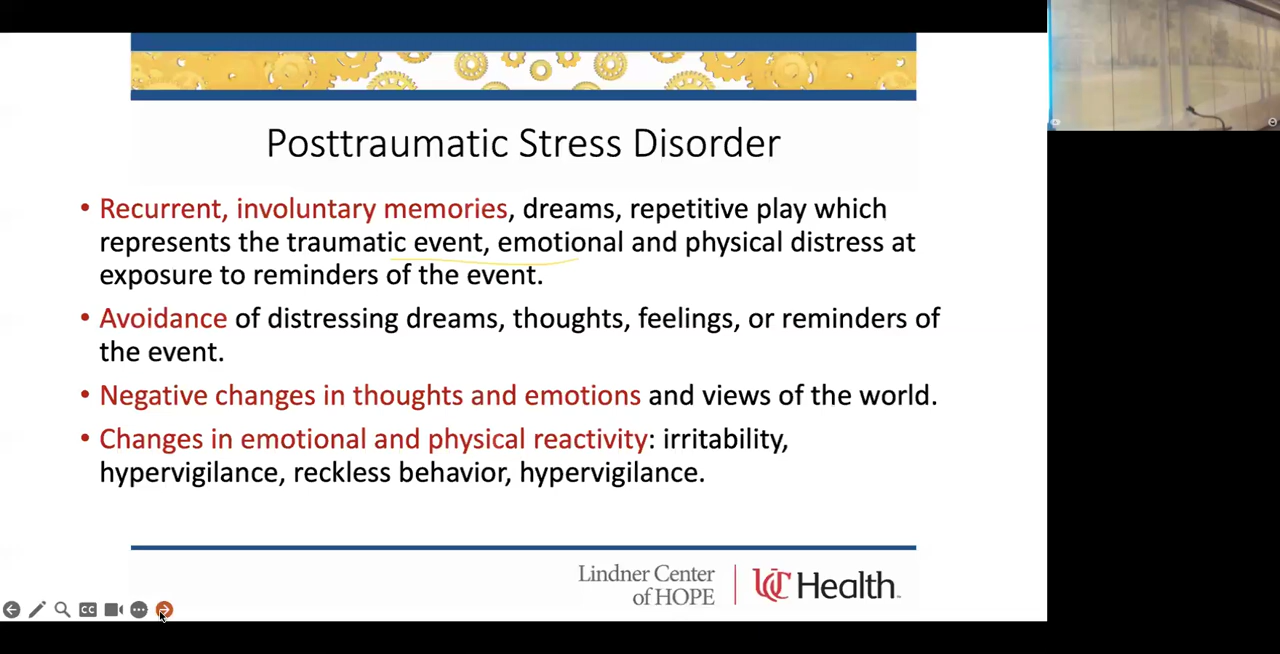 Posttraumatic Stress Disorder
• Recurrent, involuntary memories, dreams, repetitive play which
represents the traumatic event, emotional and physical distress at
exposure to reminders of the event.
• Avoidance of distressing dreams, thoughts, feelings, or reminders of
the event.
• Negative changes in thoughts and emotions and views of the world.
• Changes in emotional and physical reactivity: irritability,
hypervigilance, reckless behavior, hypervigilance.
Lindner Center
of HOPE
UC Health
CC